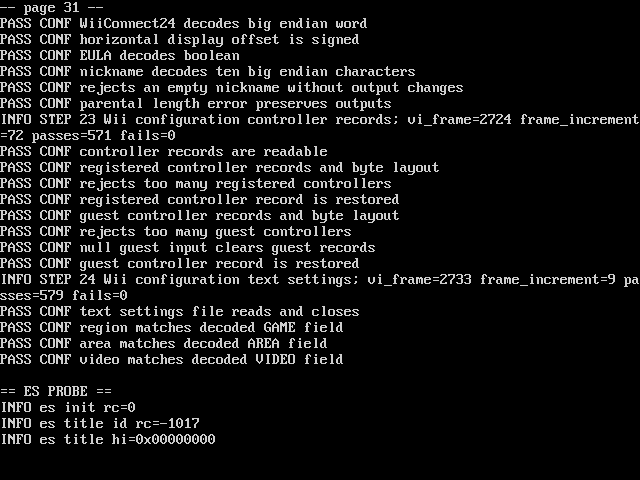 -- page 31 --
PASS CONF WiiConnect24 decodes big endian word
PASS CONF horizontal display offset is signed
PASS CONF EULA decodes boolean
PASS CONF nickname decodes ten big endian characters
PASS CONF rejects an empty nickname without output changes
PASS CONF parental length error preserves outputs
INFO STEP 23 Wii configuration controller records; vi_frame=2724 frame_increment
=72 passes=571 fails=0
PASS CONF controller records are readable
PASS CONF registered controller records and byte layout
PASS CONF rejects too many registered controllers
PASS CONF registered controller record is restored
PASS CONF guest controller records and byte layout
PASS CONF rejects too many guest controllers
PASS CONF null guest input clears guest records
PASS CONF guest controller record is restored
INFO STEP 24 Wii configuration text settings; vi_frame=2733 frame_increment=9 pa
sses=579 fails=0
PASS CONF text settings file reads and closes
PASS CONF region matches decoded GAME field
PASS CONF area matches decoded AREA field
PASS CONF video matches decoded VIDEO field
== ES PROBE ==
INFO es init rc=0
INFO es title id rc=-1017
INFO es title hi=0x00000000